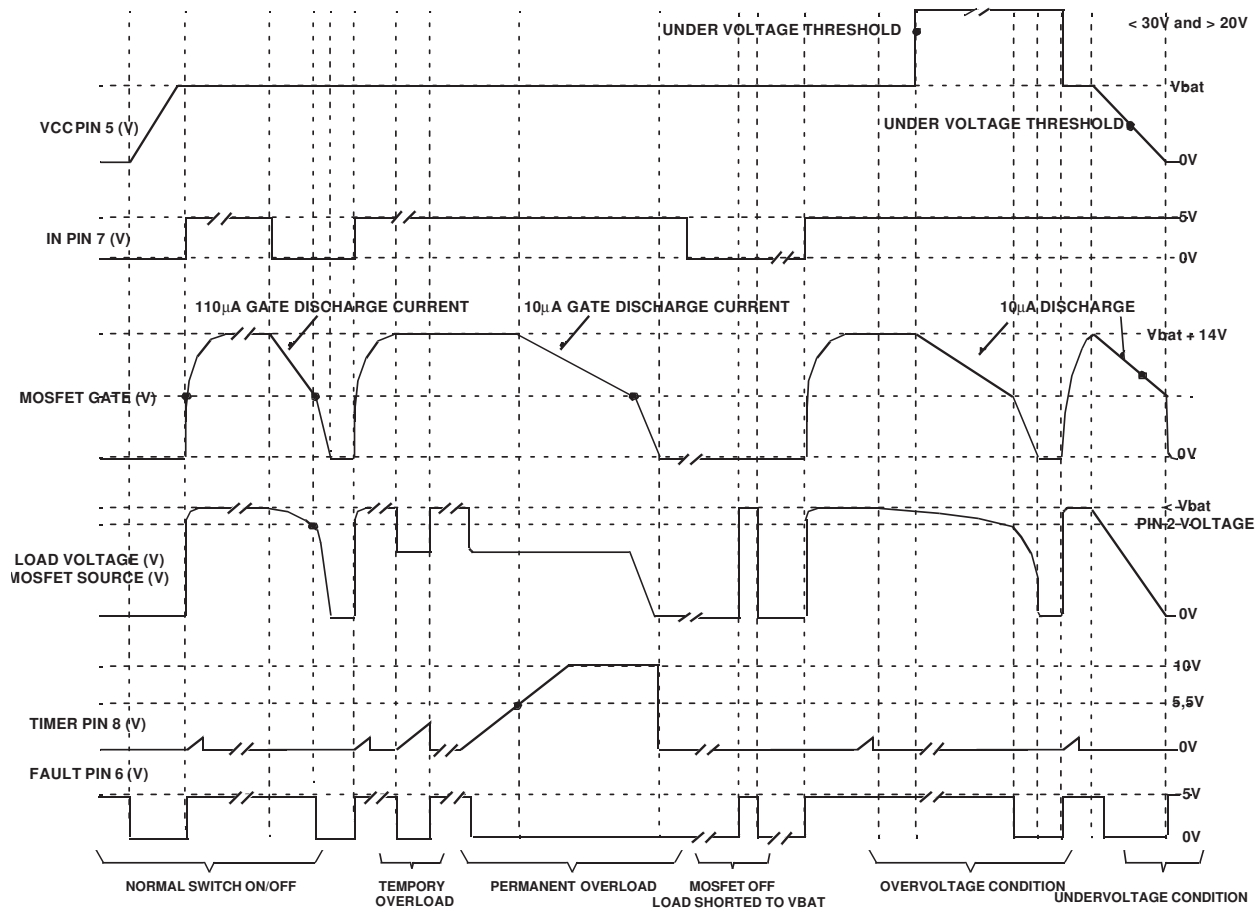 UNDER VOLTAGE THRESHOLD
< 30V and > 20V
Vbat
VCC PIN 5 (V)
UNDER VOLTAGE THRESHOLD
0V
5V
IN PIN 7 (V)
0V
110µA GATE DISCHARGE CURRENT
10µA GATE DISCHARGE CURRENT
10µA DISCHARGE
Vbat + 14V
MOSFET GATE (V)
0V
< Vbat
PIN 2 VOLTAGE
LOAD VOLTAGE (V)
MOSFET SOURCE (V)
0V
10V
5,5V
TIMER PIN 8 (V)
0V
FAULT PIN 6 (V)
5V
0V
NORMAL SWITCH ON/OFF
TEMPORY
OVERLOAD
PERMANENT OVERLOAD
MOSFET OFF
LOAD SHORTED TO VBAT
OVERVOLTAGE CONDITION
UNDERVOLTAGE CONDITION